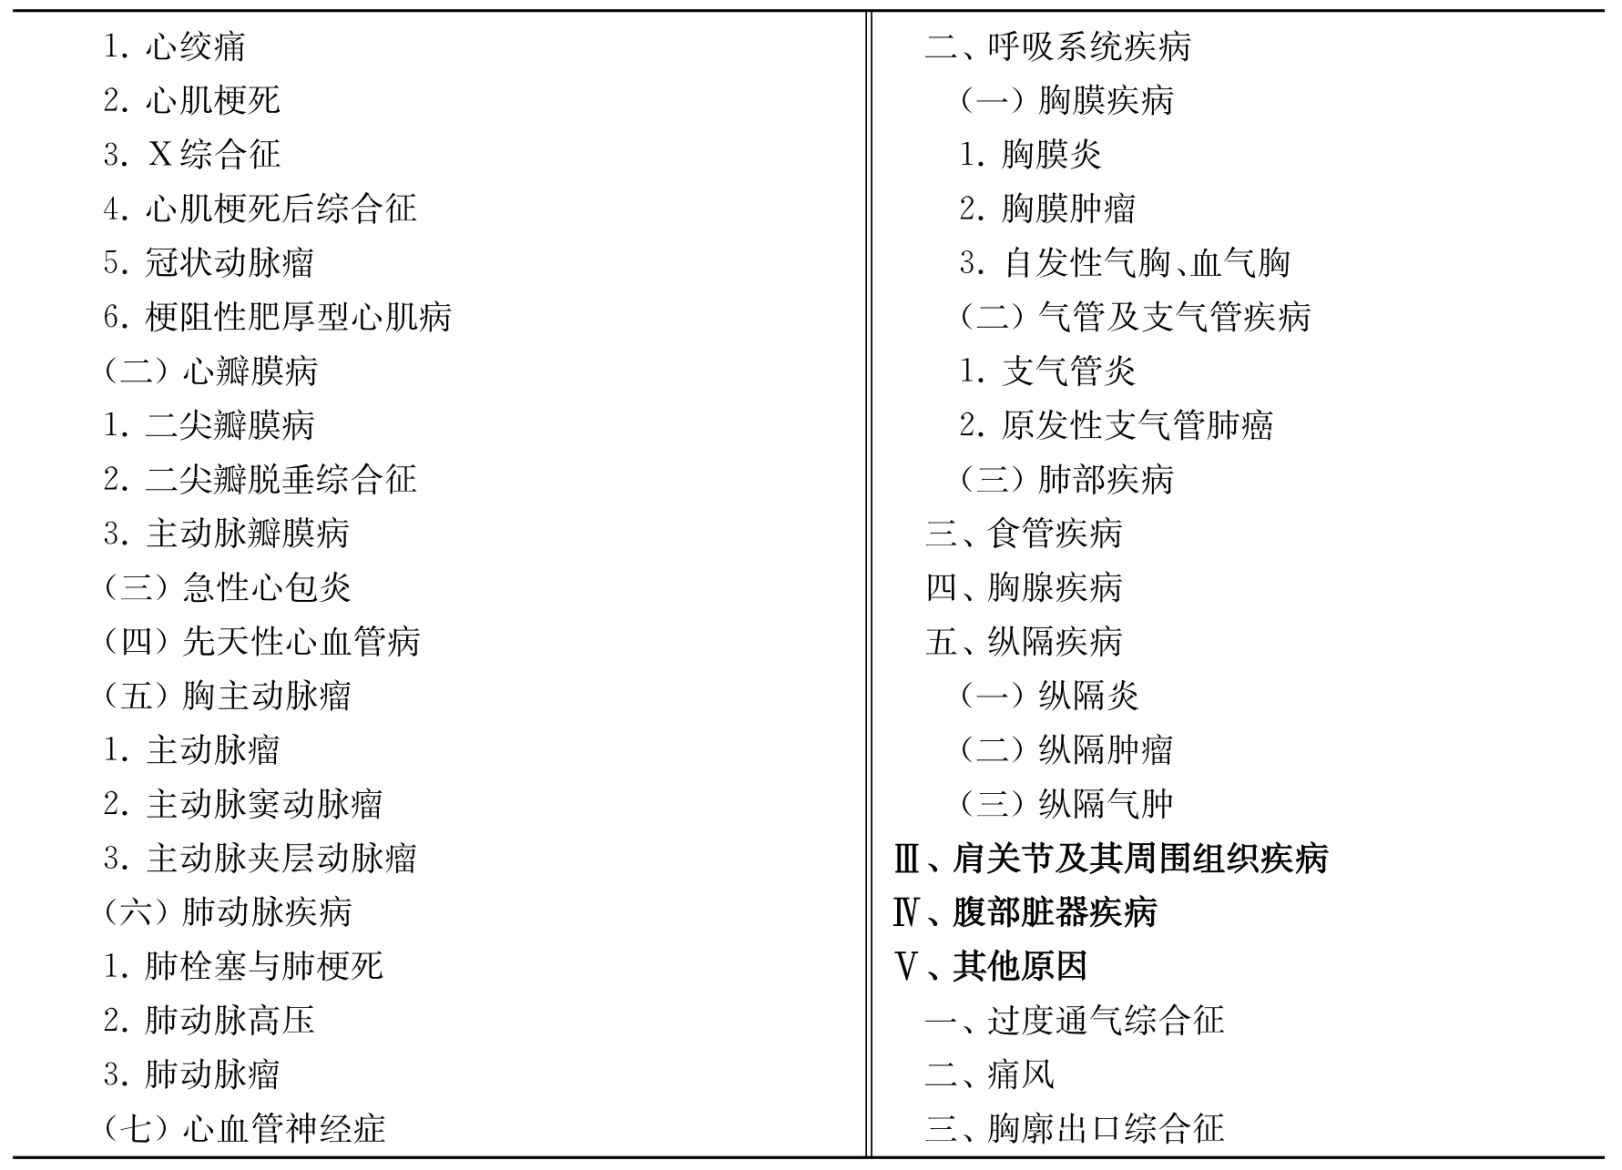 1. 心绞痛
2. 心肌梗死
3. X综合征
4. 心肌梗死后综合征
5. 冠状动脉瘤
6. 梗阻性肥厚型心肌病
（二）心瓣膜病
1. 二尖瓣膜病
2. 二尖瓣脱垂综合征
3. 主动脉瓣膜病
（三）急性心包炎
（四）先天性心血管病
（五）胸主动脉瘤
1. 主动脉瘤
2. 主动脉窦动脉瘤
3. 主动脉夹层动脉瘤
（六）肺动脉疾病
1. 肺栓塞与肺梗死
2. 肺动脉高压
3. 肺动脉瘤
（七）心血管神经症
二、呼吸系统疾病
（一）胸膜疾病
1. 胸膜炎
2. 胸膜肿瘤
3. 自发性气胸、血气胸
（二）气管及支气管疾病
1. 支气管炎
2. 原发性支气管肺癌
（三）肺部疾病
三、食管疾病
四、胸腺疾病
五、纵隔疾病
（一）纵隔炎
（二）纵隔肿瘤
（三）纵隔气肿
Ⅲ、肩关节及其周围组织疾病
Ⅳ、腹部脏器疾病
Ⅴ、其他原因
一、过度通气综合征
二、痛风
三、胸廓出口综合征